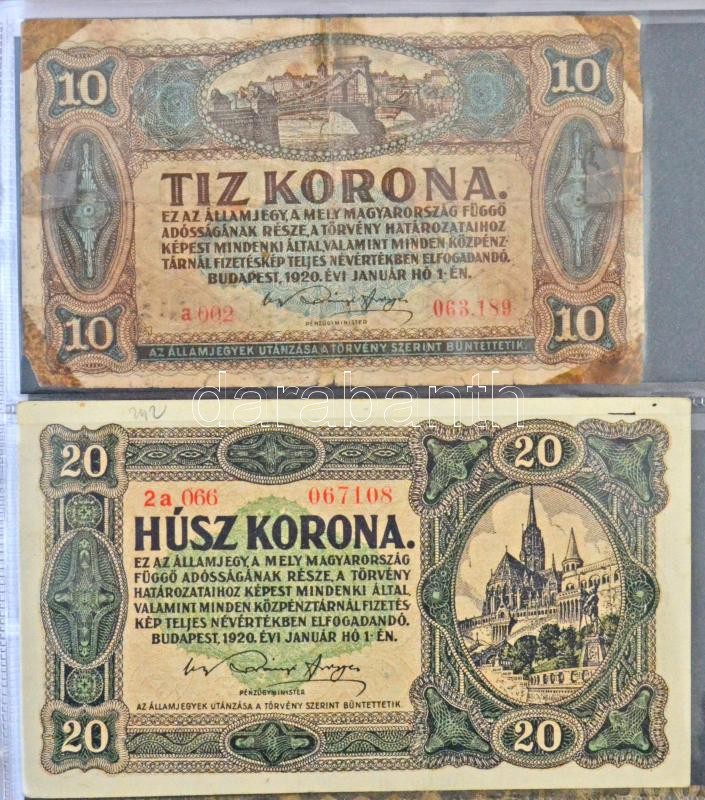 10
10
TIZ KORONA.
EZ AZ ÁLLAMJEGY, A MELY MAGYARORSZÁG FÜGGŐ
ADÓSSÁGÁNAK RÉSZE, A TÖRVÉNY HATÁROZATAIHOZ
KÉPEST MINDENKI ÁLTAL, VALAMINT MINDEN KÖZPÉNZ-
TÁRNÁL FIZETÉSKÉP TELJES NÉVÉRTÉKBEN ELFOGADANDÓ.
BUDAPEST, 1920. ÉVI JANUÁR HÓ 1-ÉN.
10
10
a 002
063.189
PÉNZÜGYMINISTER
10
10
AZ ÁLLAMJEGYEK UTÁNZÁSA A TÖRVÉNY SZERINT BÜNTETTETIK.
darabanth
242
20
20
2a 066
067108
HÚSZ KORONA.
EZ AZ ÁLLAMJEGY, A MELY MAGYARORSZÁG
FÜGGŐ ADÓSSÁGÁNAK RÉSZE, A TÖRVÉNY
HATÁROZATAIHOZ KÉPEST MINDENKI ÁLTAL,
VALAMINT MINDEN KÖZPÉNZTÁRNÁL FIZETÉS-
KÉP TELJES NÉVÉRTÉKBEN ELFOGADANDÓ.
BUDAPEST, 1920. ÉVI JANUÁR HÓ 1-ÉN.
PÉNZÜGYMINISTER
AZ ÁLLAMJEGYEK UTÁNZÁSA A TÖRVÉNY SZERINT BÜNTETTETIK.
20
20